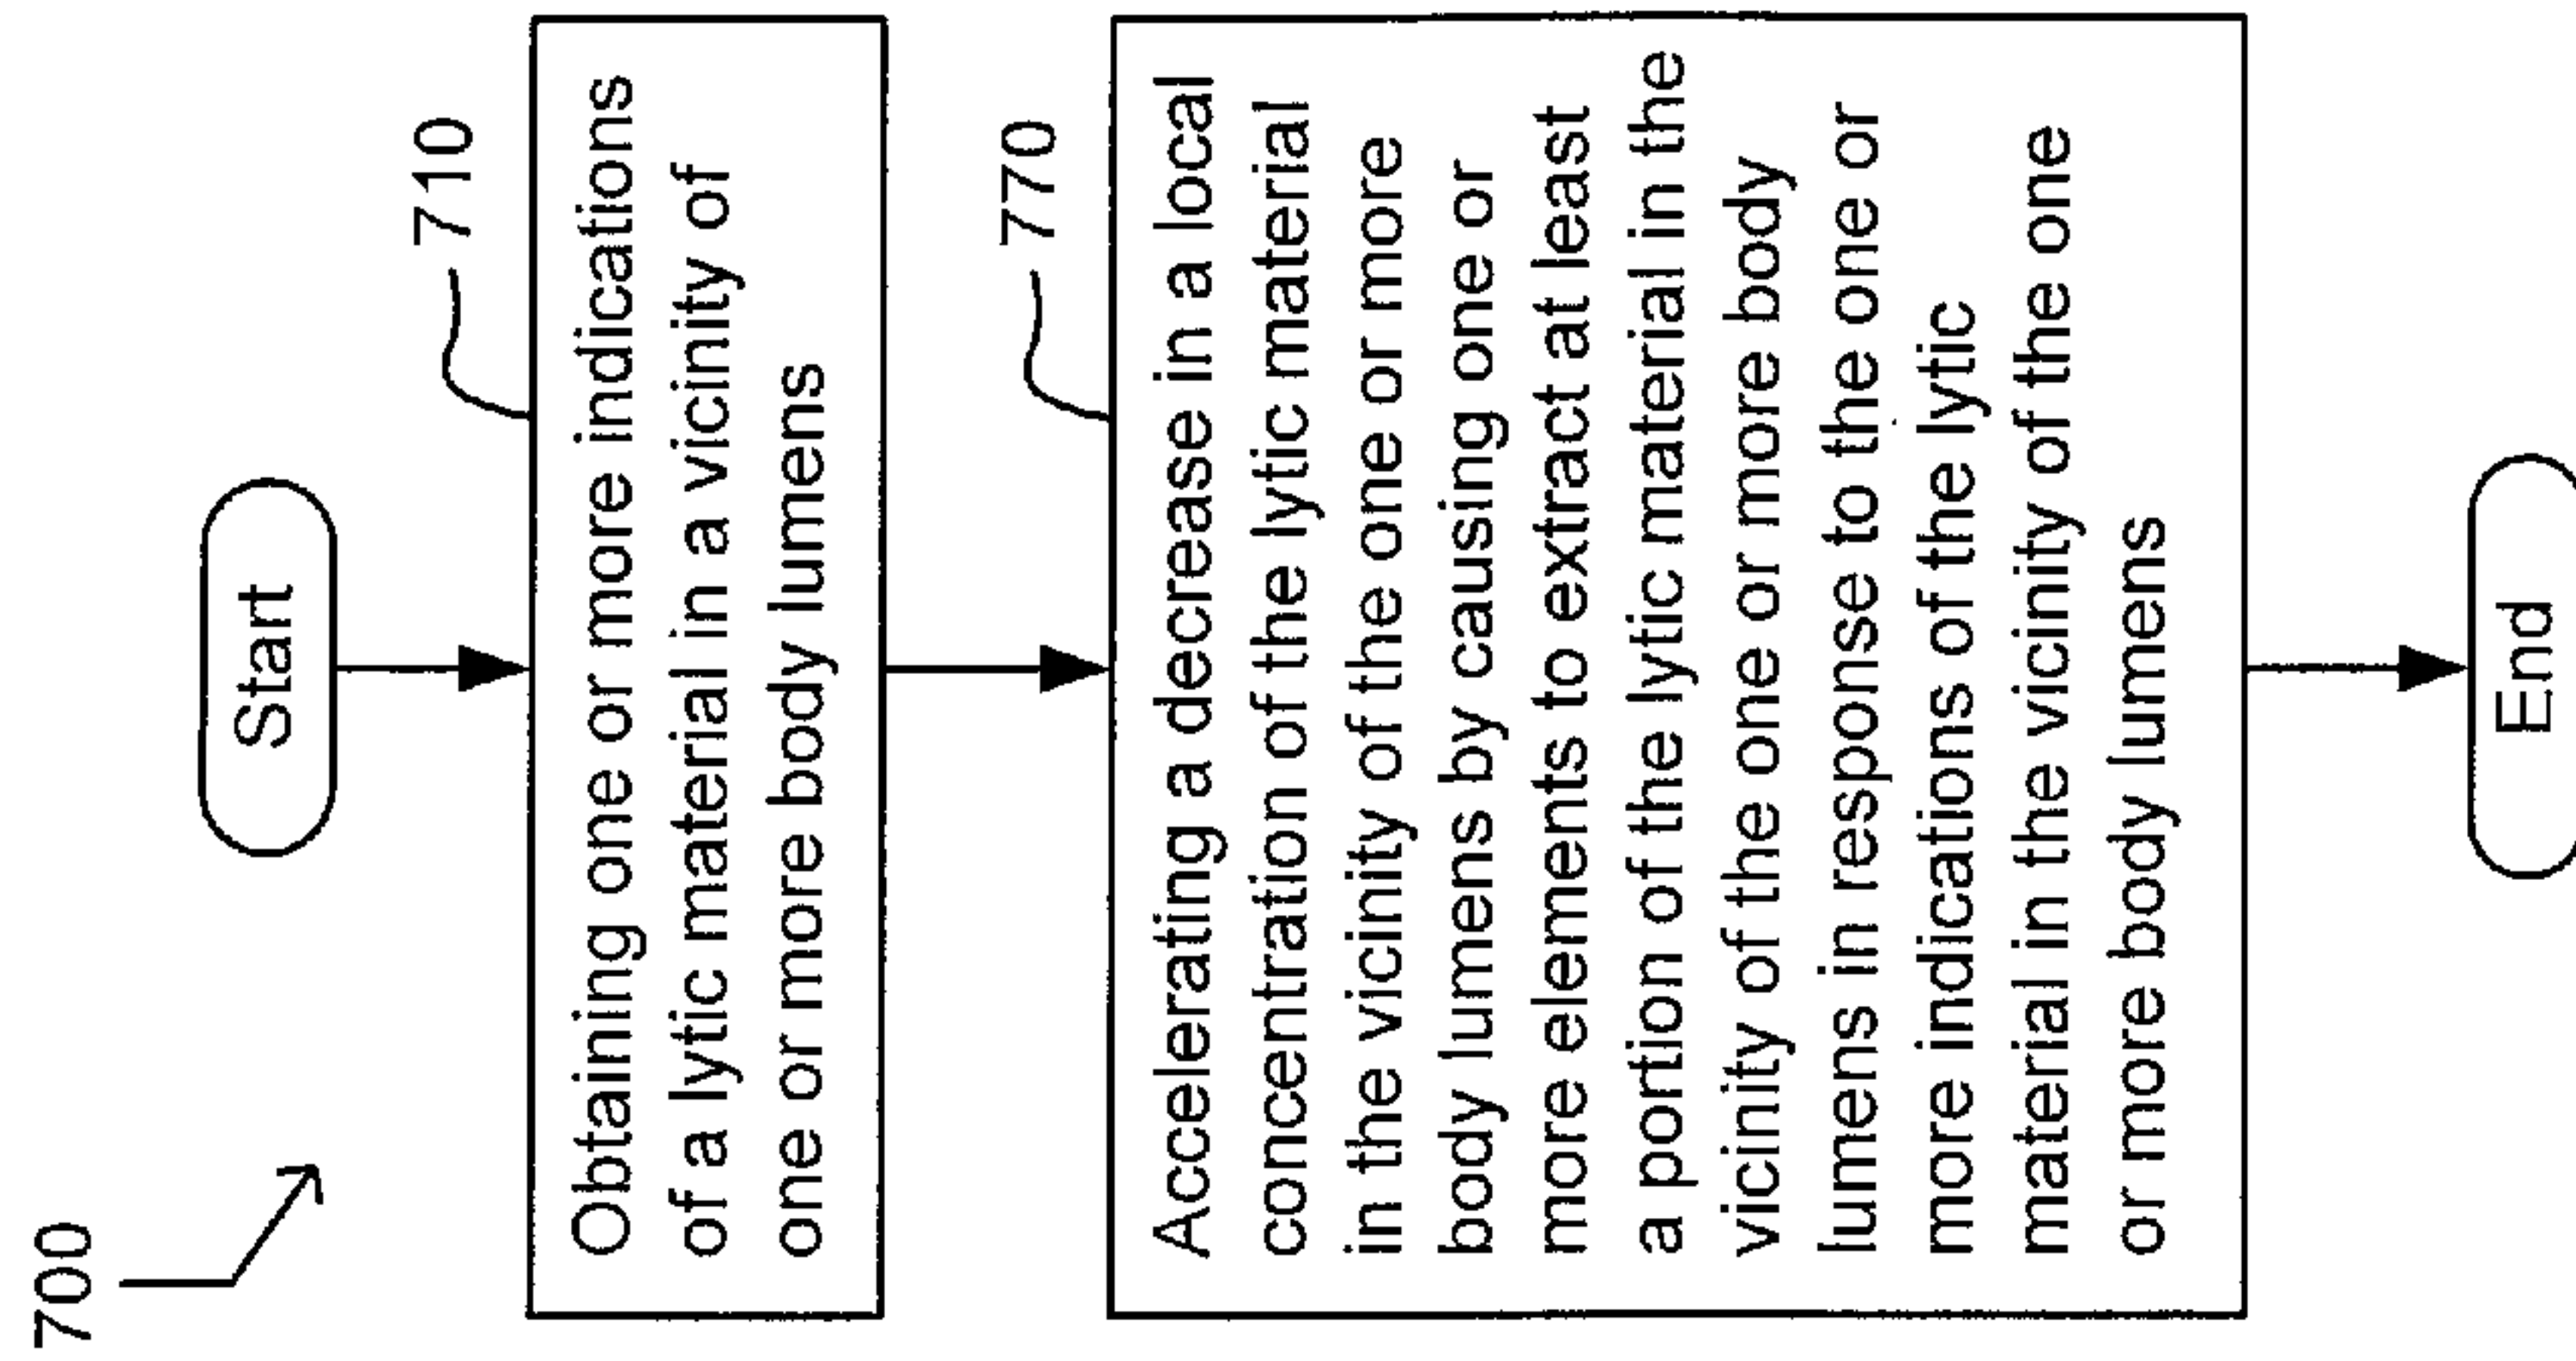 700
Start
710
Obtaining one or more indications
of a lytic material in a vicinity of
one or more body lumens
770
Accelerating a decrease in a local
concentration of the lytic material
in the vicinity of the one or more
body lumens by causing one or
more elements to extract at least
a portion of the lytic material in the
vicinity of the one or more body
lumens in response to the one or
more indications of the lytic
material in the vicinity of the one
or more body lumens
End